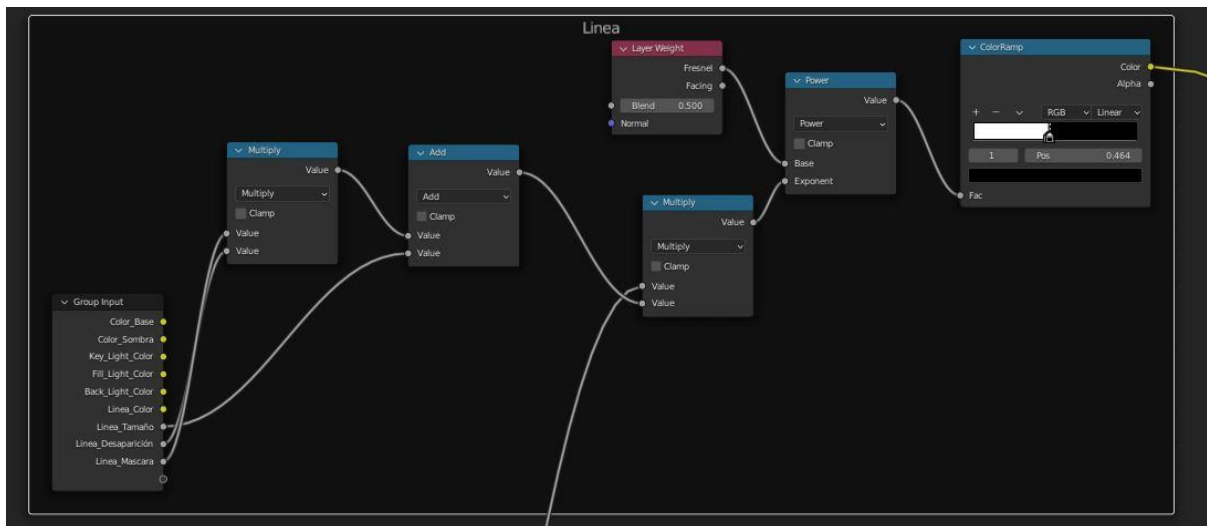 Linea
Layer Weight
Fresnel
Facing
Blend 0.500
Normal
Power
Value
Power
Clamp
Base
Exponent
ColorRamp
Color
Alpha
+ − RGB Linear
1 Pos 0.464
Fac
Multiply
Value
Multiply
Clamp
Value
Value
Add
Value
Add
Clamp
Value
Value
Multiply
Value
Multiply
Clamp
Value
Value
Group Input
Color_Base
Color_Sombra
Key_Light_Color
Fill_Light_Color
Back_Light_Color
Linea_Color
Linea_Tamaño
Linea_Desaparición
Linea_Mascara